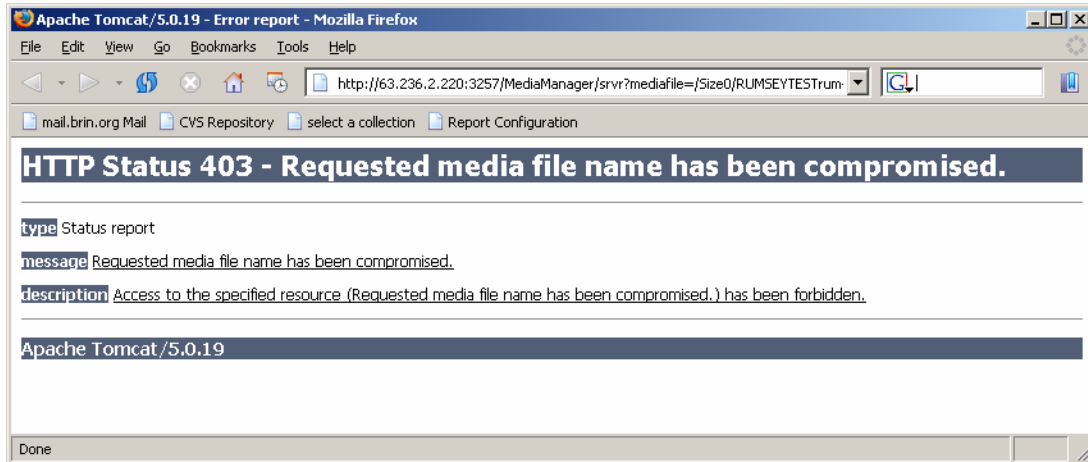 Apache Tomcat/5.0.19 - Error report - Mozilla Firefox
File Edit View Go Bookmarks Tools Help
http://63.236.2.220:3257/MediaManager/srvr?mediafile=/Size0/RUMSEYTESTrum- G
mail.brin.org Mail CVS Repository select a collection Report Configuration
HTTP Status 403 - Requested media file name has been compromised.
type Status report
message Requested media file name has been compromised.
description Access to the specified resource (Requested media file name has been compromised.) has been forbidden.
Apache Tomcat/5.0.19
Done